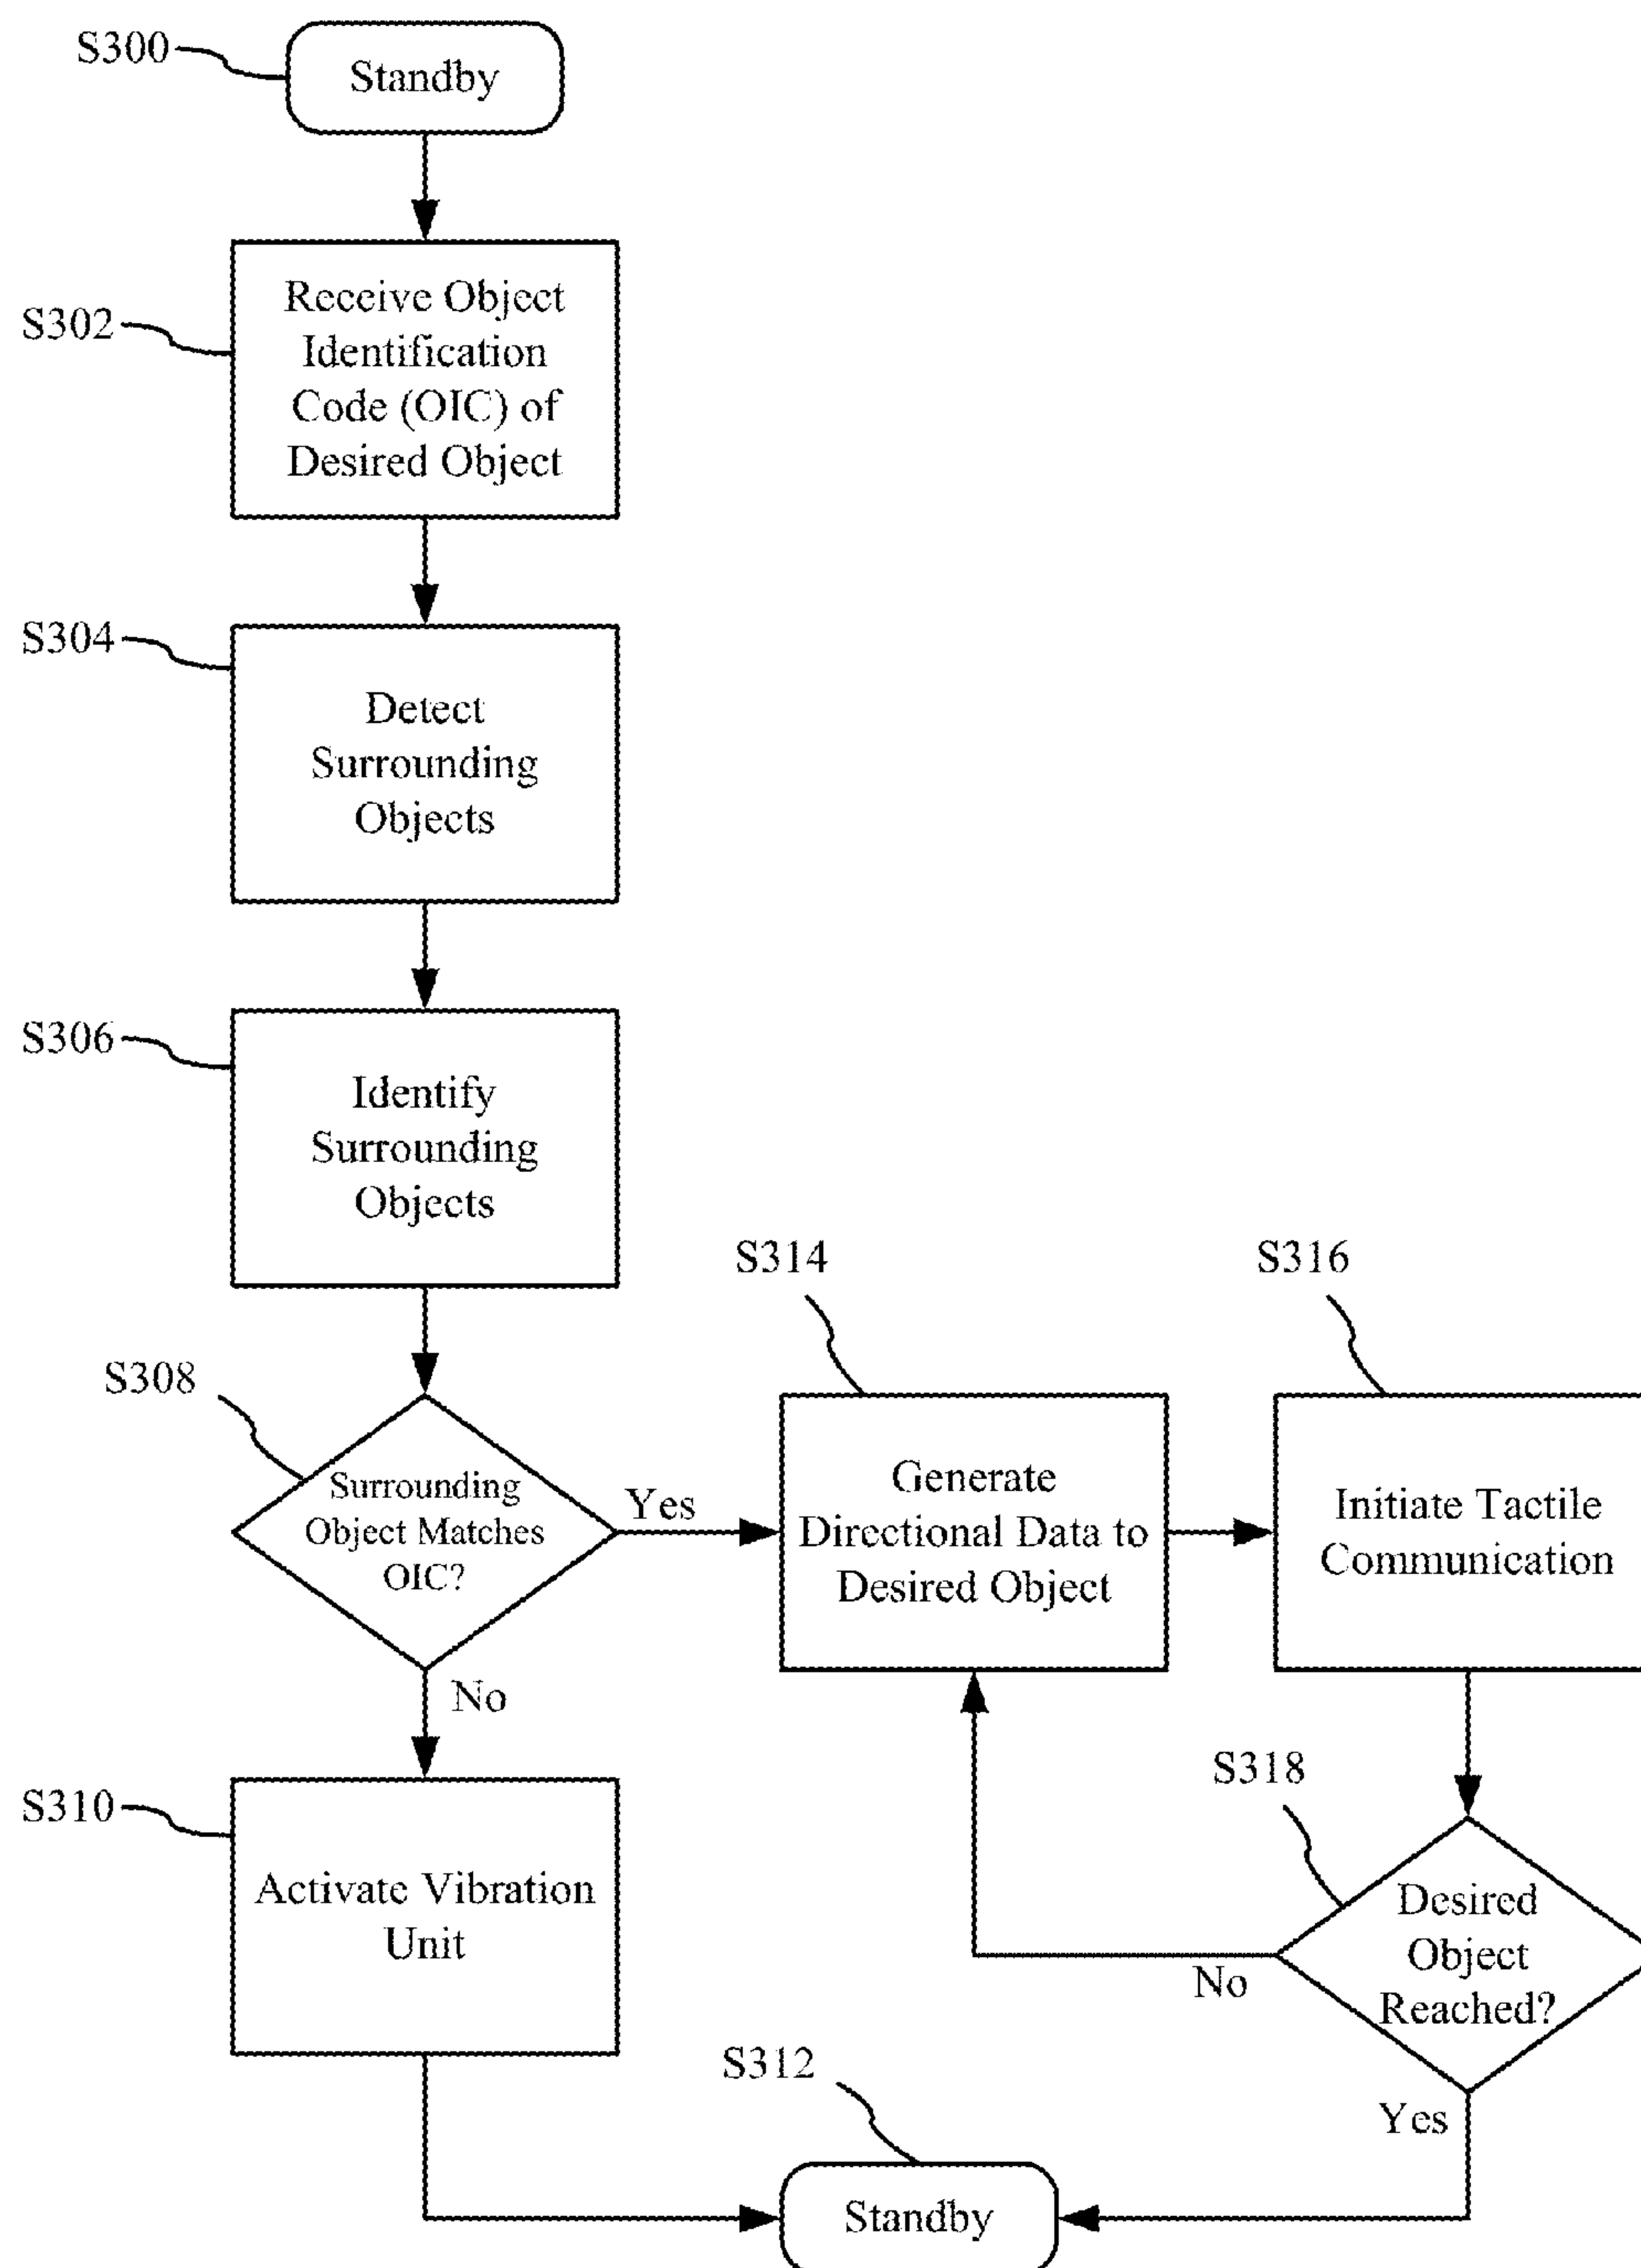 S300
Standby
S302
Receive Object
Identification
Code (OIC) of
Desired Object
S304
Detect
Surrounding
Objects
S306
Identify
Surrounding
Objects
S308
Surrounding
Object Matches
OIC?
Yes
No
S314
Generate
Directional Data to
Desired Object
S316
Initiate Tactile
Communication
S310
Activate Vibration
Unit
S318
Desired
Object
Reached?
No
Yes
S312
Standby